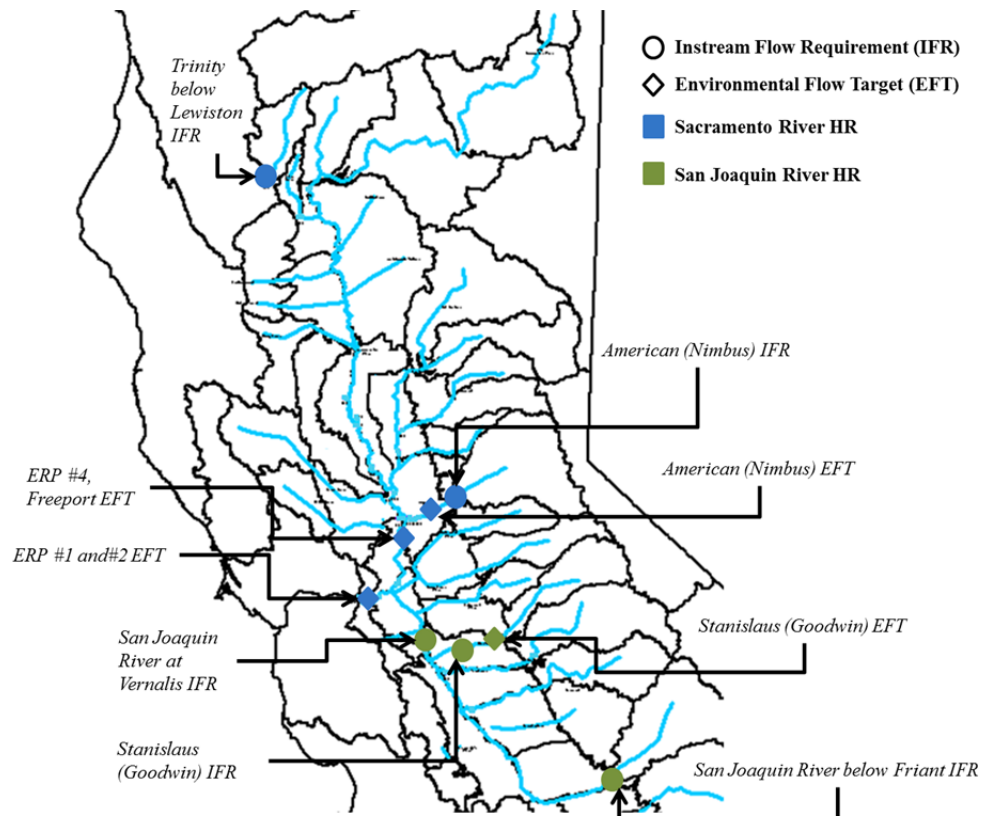 Trinity
below
Lewiston
IFR
Instream Flow Requirement (IFR)
Environmental Flow Target (EFT)
Sacramento River HR
San Joaquin River HR
American (Nimbus) IFR
American (Nimbus) EFT
ERP #4,
Freeport EFT
ERP #1 and#2 EFT
San Joaquin
River at
Vernalis IFR
Stanislaus (Goodwin) EFT
Stanislaus
(Goodwin) IFR
San Joaquin River below Friant IFR